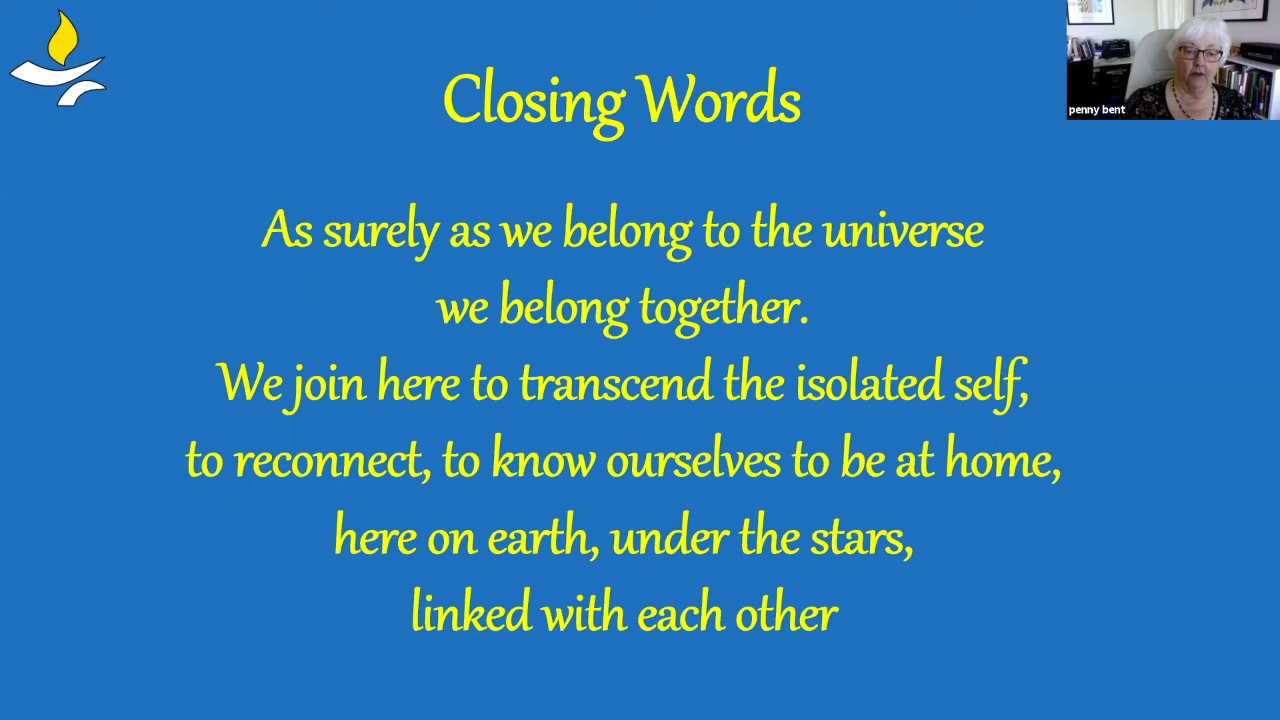 Closing Words
penny bent
As surely as we belong to the universe
we belong together.
We join here to transcend the isolated self,
to reconnect, to know ourselves to be at home,
here on earth, under the stars,
linked with each other